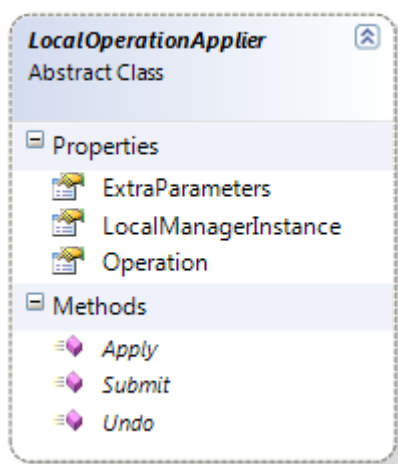 LocalOperationApplier
Abstract Class
Properties
ExtraParameters
LocalManagerInstance
Operation
Methods
Apply
Submit
Undo